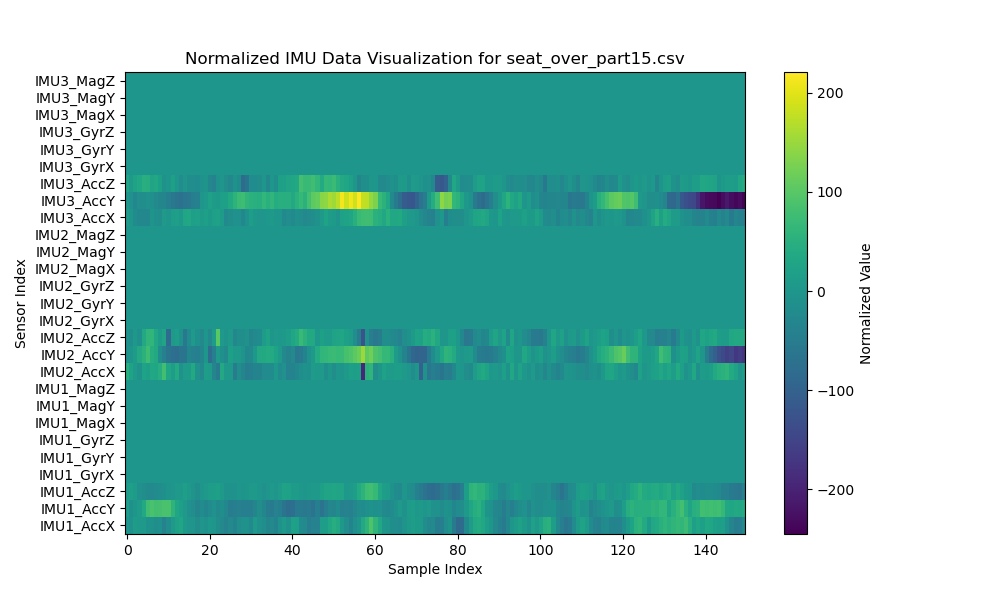 Normalized IMU Data Visualization for seat_over_part15.csv
IMU3_MagZ
IMU3_MagY
IMU3_MagX
IMU3_GyrZ
IMU3_GyrY
IMU3_GyrX
IMU3_AccZ
IMU3_AccY
IMU3_AccX
IMU2_MagZ
IMU2_MagY
IMU2_MagX
IMU2_GyrZ
IMU2_GyrY
IMU2_GyrX
IMU2_AccZ
IMU2_AccY
IMU2_AccX
IMU1_MagZ
IMU1_MagY
IMU1_MagX
IMU1_GyrZ
IMU1_GyrY
IMU1_GyrX
IMU1_AccZ
IMU1_AccY
IMU1_AccX
Sensor Index
0 20 40 60 80 100 120 140
Sample Index
200
100
0
−100
−200
Normalized Value